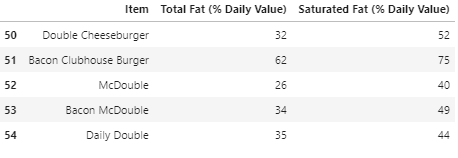 Item Total Fat (% Daily Value) Saturated Fat (% Daily Value)
50 Double Cheeseburger 32 52
51 Bacon Clubhouse Burger 62 75
52 McDouble 26 40
53 Bacon McDouble 34 49
54 Daily Double 35 44